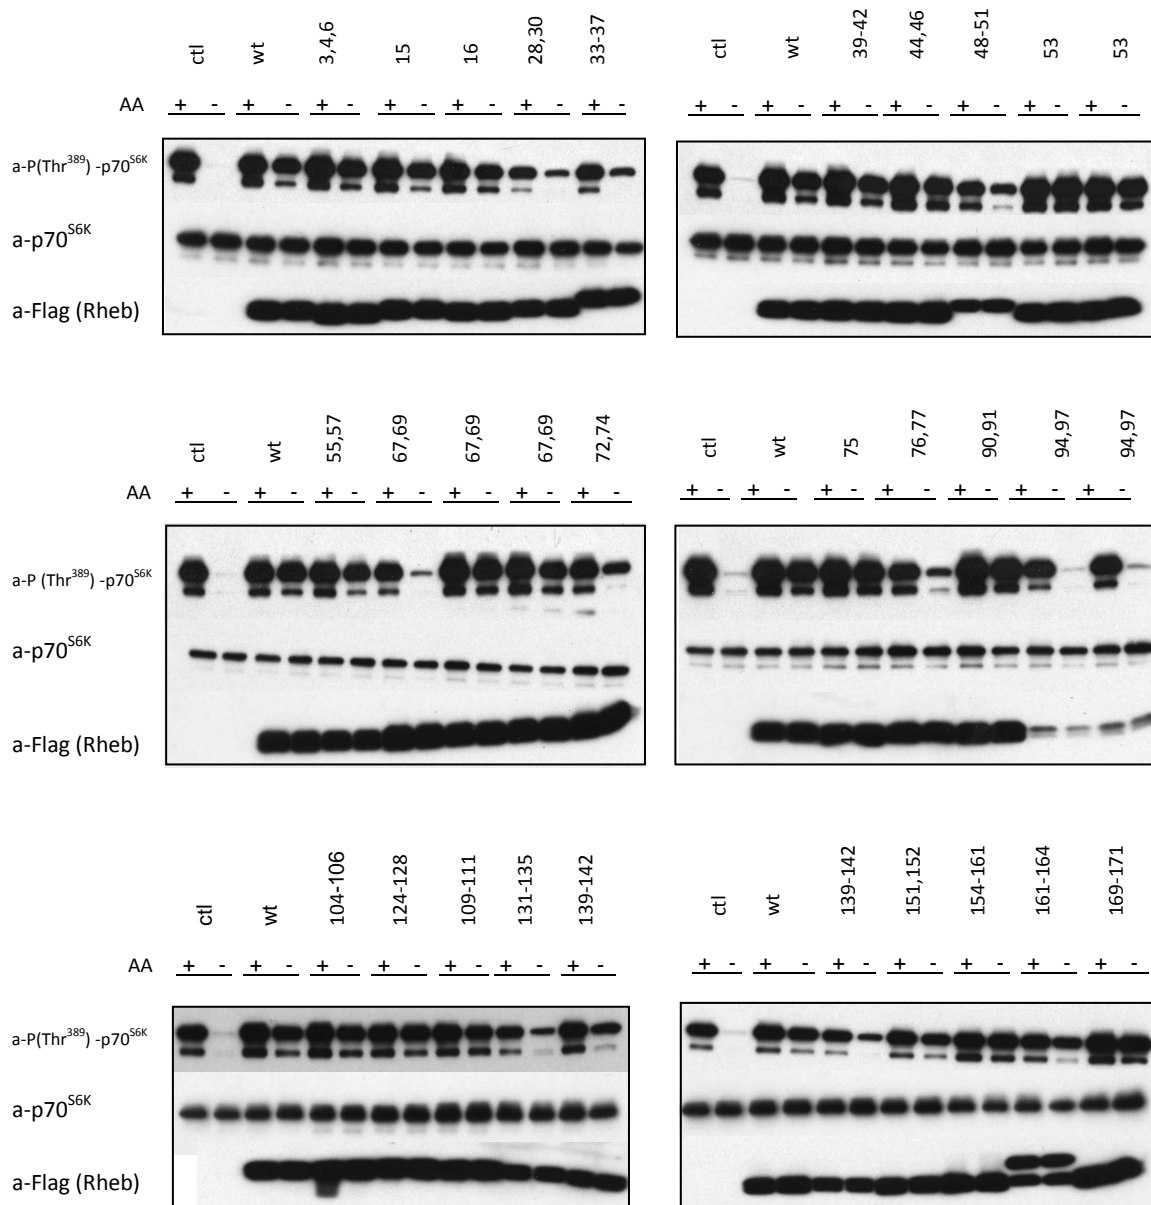 ctl wt 3,4,6 15 16 28,30 33-37
AA + - + - + - + - + - + - + -
a-P(Thr³⁸⁹) -p70ˢ⁶ᴷ
a-p70ˢ⁶ᴷ
a-Flag (Rheb)
ctl wt 39-42 44,46 48-51 53 53
+ - + - + - + - + - + - + -
ctl wt 55,57 67,69 67,69 67,69 72,74
AA + - + - + - + - + - + - + -
a-P (Thr³⁸⁹) -p70ˢ⁶ᴷ
a-p70ˢ⁶ᴷ
a-Flag (Rheb)
ctl wt 75 76,77 90,91 94,97 94,97
+ - + - + - + - + - + - + -
ctl wt 104-106 124-128 109-111 131-135 139-142
AA + - + - + - + - + - + - + -
a-P(Thr³⁸⁹) -p70ˢ⁶ᴷ
a-p70ˢ⁶ᴷ
a-Flag (Rheb)
ctl wt 139-142 151,152 154-161 161-164 169-171
+ - + - + - + - + - + - + -